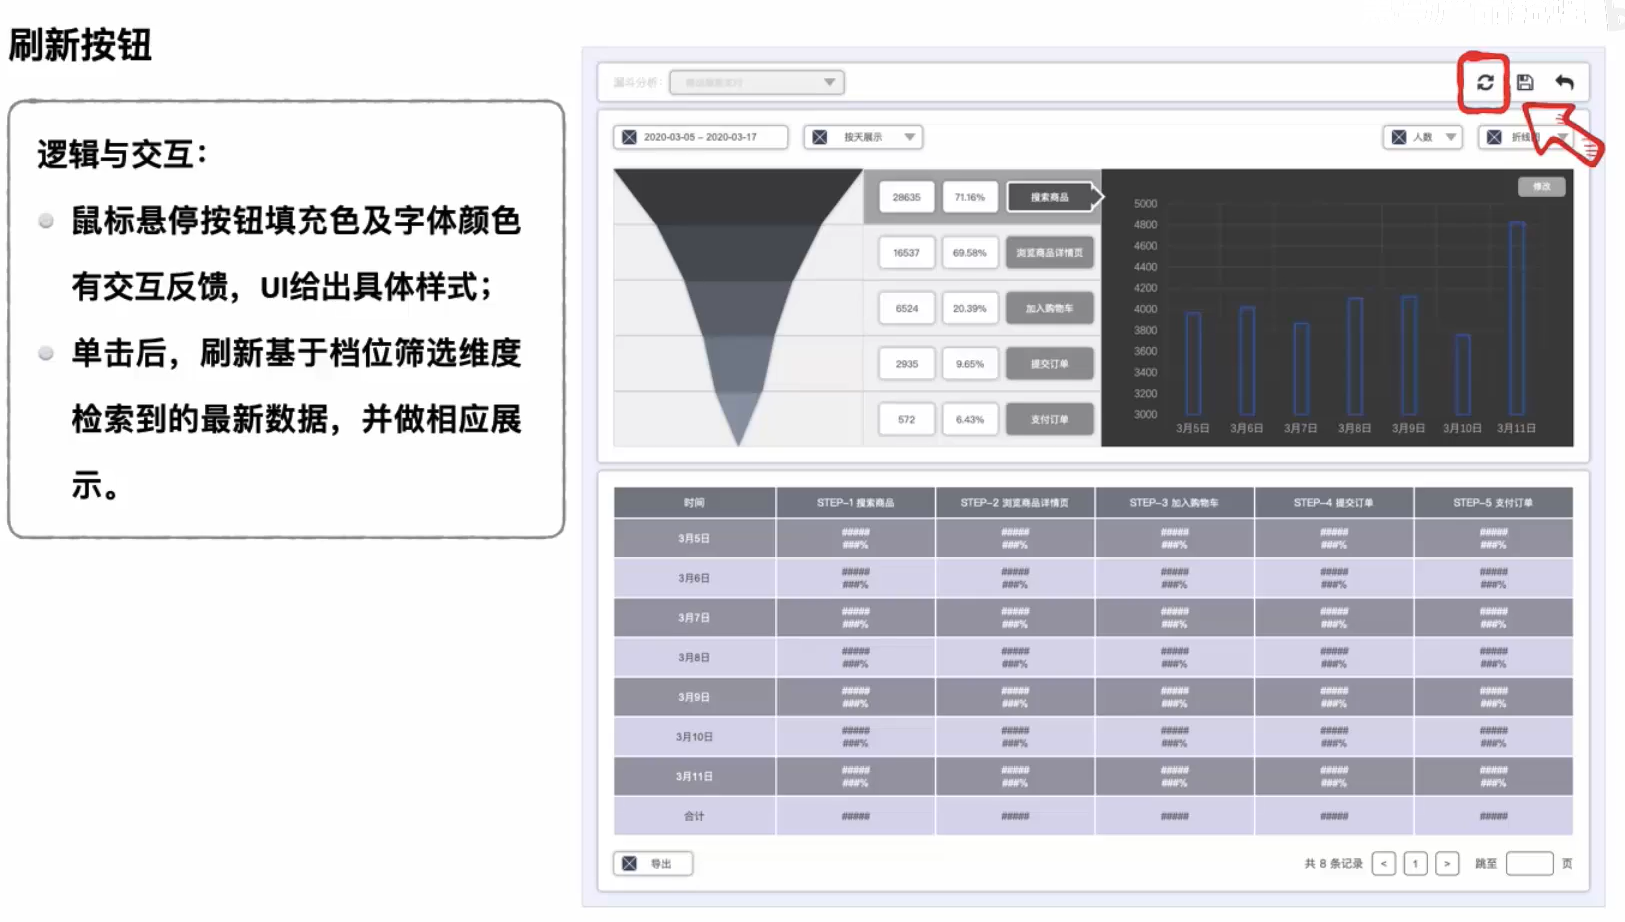 刷新按钮
逻辑与交互：
鼠标悬停按钮填充色及字体颜色
有交互反馈，UI给出具体样式；
单击后，刷新基于档位筛选维度
检索到的最新数据，并做相应展
示。
漏斗分析：
2020-03-05 – 2020-03-17 按天展示 人数
28635 71.16% 搜索商品
16537 69.58% 浏览商品详情页
6524 20.39% 加入购物车
2935 9.65% 提交订单
572 6.43% 支付订单
修改
5000
4800
4600
4400
4200
4000
3800
3600
3400
3200
3000
3月5日 3月6日 3月7日 3月8日 3月9日 3月10日 3月11日
时间 STEP–1 搜索商品 STEP–2 浏览商品详情页 STEP–3 加入购物车 STEP–4 提交订单 STEP–5 支付订单
##### ##### ##### ##### #####
3月5日
###% ###% ###% ###% ###%
##### ##### ##### ##### #####
3月6日
###% ###% ###% ###% ###%
##### ##### ##### ##### #####
3月7日
###% ###% ###% ###% ###%
##### ##### ##### ##### #####
3月8日
###% ###% ###% ###% ###%
##### ##### ##### ##### #####
3月9日
###% ###% ###% ###% ###%
##### ##### ##### ##### #####
3月10日
###% ###% ###% ###% ###%
##### ##### ##### ##### #####
3月11日
###% ###% ###% ###% ###%
合计 ##### ##### ##### ##### #####
导出 共 8 条记录 < 1 > 跳至 页